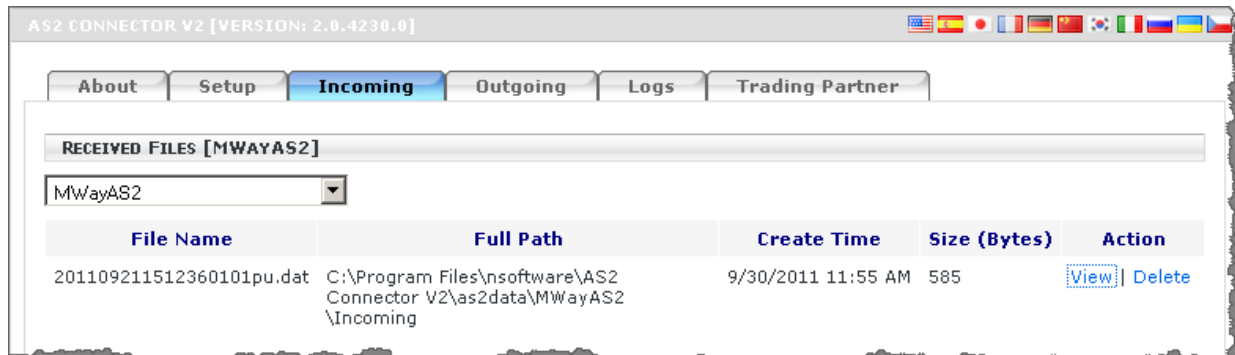 AS2 CONNECTOR V2 [VERSION: 2.0.4230.0]
About Setup Incoming Outgoing Logs Trading Partner
RECEIVED FILES [MWAYAS2]
MWayAS2
File Name Full Path Create Time Size (Bytes) Action
201109211512360101pu.dat C:\Program Files\nsoftware\AS2 9/30/2011 11:55 AM 585 View | Delete
Connector V2\as2data\MWayAS2
\Incoming